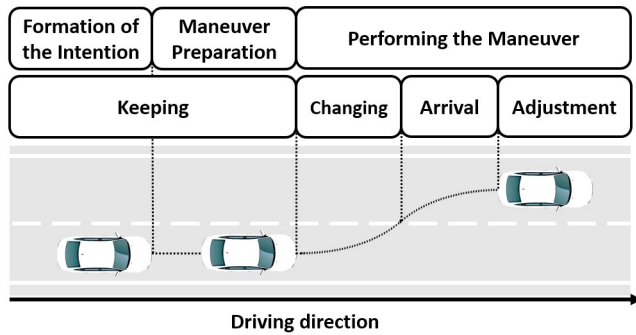 Formation of
the Intention
Maneuver
Preparation
Performing the Maneuver
Keeping
Changing
Arrival
Adjustment
Driving direction